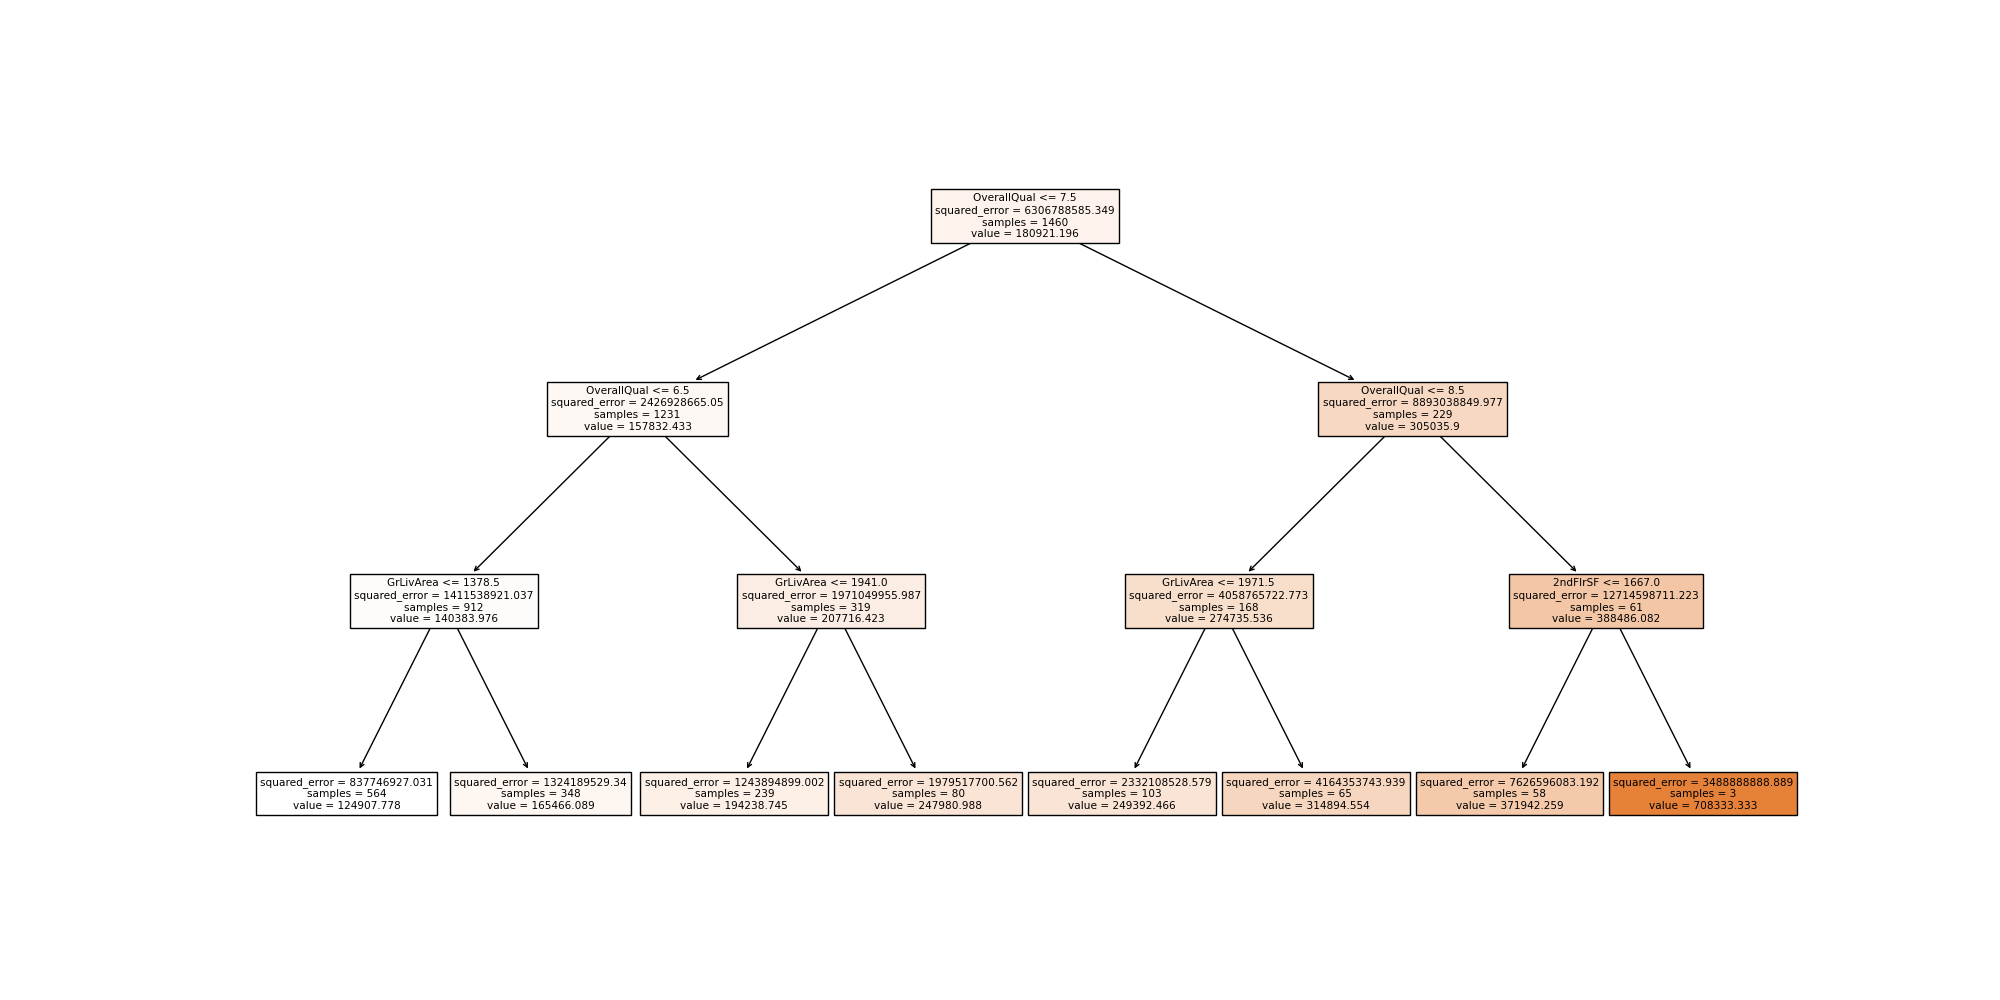 OverallQual <= 7.5
squared_error = 6306788585.349
samples = 1460
value = 180921.196
OverallQual <= 6.5
squared_error = 2426928665.05
samples = 1231
value = 157832.433
OverallQual <= 8.5
squared_error = 8893038849.977
samples = 229
value = 305035.9
GrLivArea <= 1378.5
squared_error = 1411538921.037
samples = 912
value = 140383.976
GrLivArea <= 1941.0
squared_error = 1971049955.987
samples = 319
value = 207716.423
GrLivArea <= 1971.5
squared_error = 4058765722.773
samples = 168
value = 274735.536
2ndFlrSF <= 1667.0
squared_error = 12714598711.223
samples = 61
value = 388486.082
squared_error = 837746927.031
samples = 564
value = 124907.778
squared_error = 1324189529.34
samples = 348
value = 165466.089
squared_error = 1243894899.002
samples = 239
value = 194238.745
squared_error = 1979517700.562
samples = 80
value = 247980.988
squared_error = 2332108528.579
samples = 103
value = 249392.466
squared_error = 4164353743.939
samples = 65
value = 314894.554
squared_error = 7626596083.192
samples = 58
value = 371942.259
squared_error = 3488888888.889
samples = 3
value = 708333.333